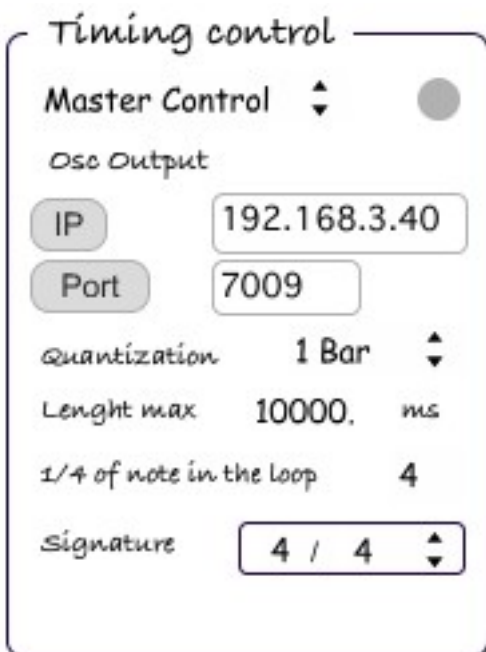 Timing control
Master Control
Osc Output
IP 192.168.3.40
Port 7009
Quantization 1 Bar
Lenght max 10000. ms
1/4 of note in the loop 4
Signature 4 / 4